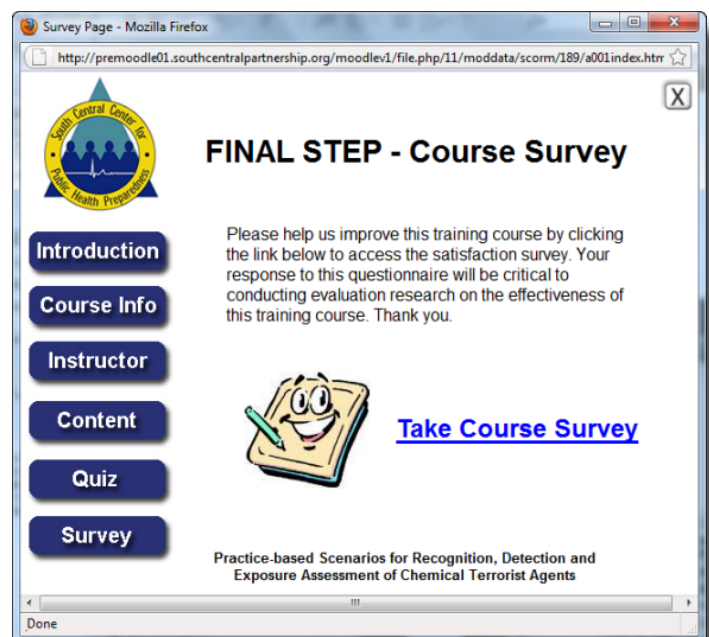 Survey Page - Mozilla Firefox
http://premoodle01.southcentralpartnership.org/moodlev1/file.php/11/moddata/scorm/189/a001index.htm
X
South Central Center for
Public Health Preparedness
FINAL STEP - Course Survey
Please help us improve this training course by clicking
the link below to access the satisfaction survey. Your
response to this questionnaire will be critical to
conducting evaluation research on the effectiveness of
this training course. Thank you.
Introduction
Course Info
Instructor
Content
Quiz
Survey
Take Course Survey
Practice-based Scenarios for Recognition, Detection and
Exposure Assessment of Chemical Terrorist Agents
Done